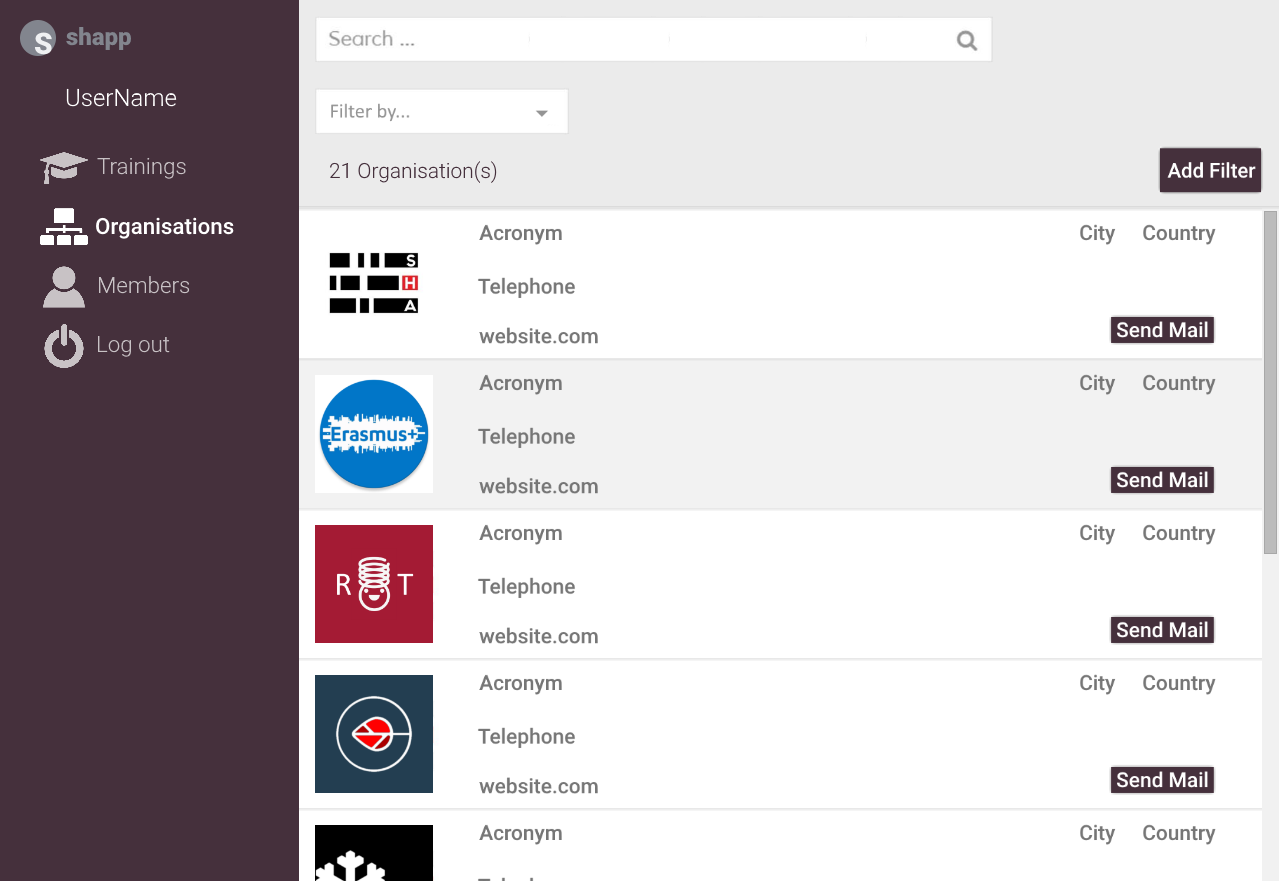 S shapp
UserName
Trainings
Organisations
Members
Log out
Search ...
Filter by...
21 Organisation(s)
Add Filter
S
H
A
Acronym
City Country
Telephone
website.com
Send Mail
Erasmus+
Acronym
City Country
Telephone
website.com
Send Mail
R T
Acronym
City Country
Telephone
website.com
Send Mail
Acronym
City Country
Telephone
website.com
Send Mail
Acronym
City Country